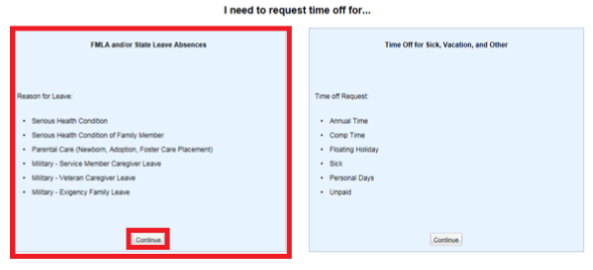 I need to request time off for...
FMLA and/or State Leave Absences
Reason for Leave:
• Serious Health Condition
• Serious Health Condition of Family Member
• Parental Care (Newborn, Adoption, Foster Care Placement)
• Military - Service Member Caregiver Leave
• Military - Veteran Caregiver Leave
• Military - Exigency Family Leave
Continue
Time Off for Sick, Vacation, and Other
Time off Request:
• Annual Time
• Comp Time
• Floating Holiday
• Sick
• Personal Days
• Unpaid
Continue